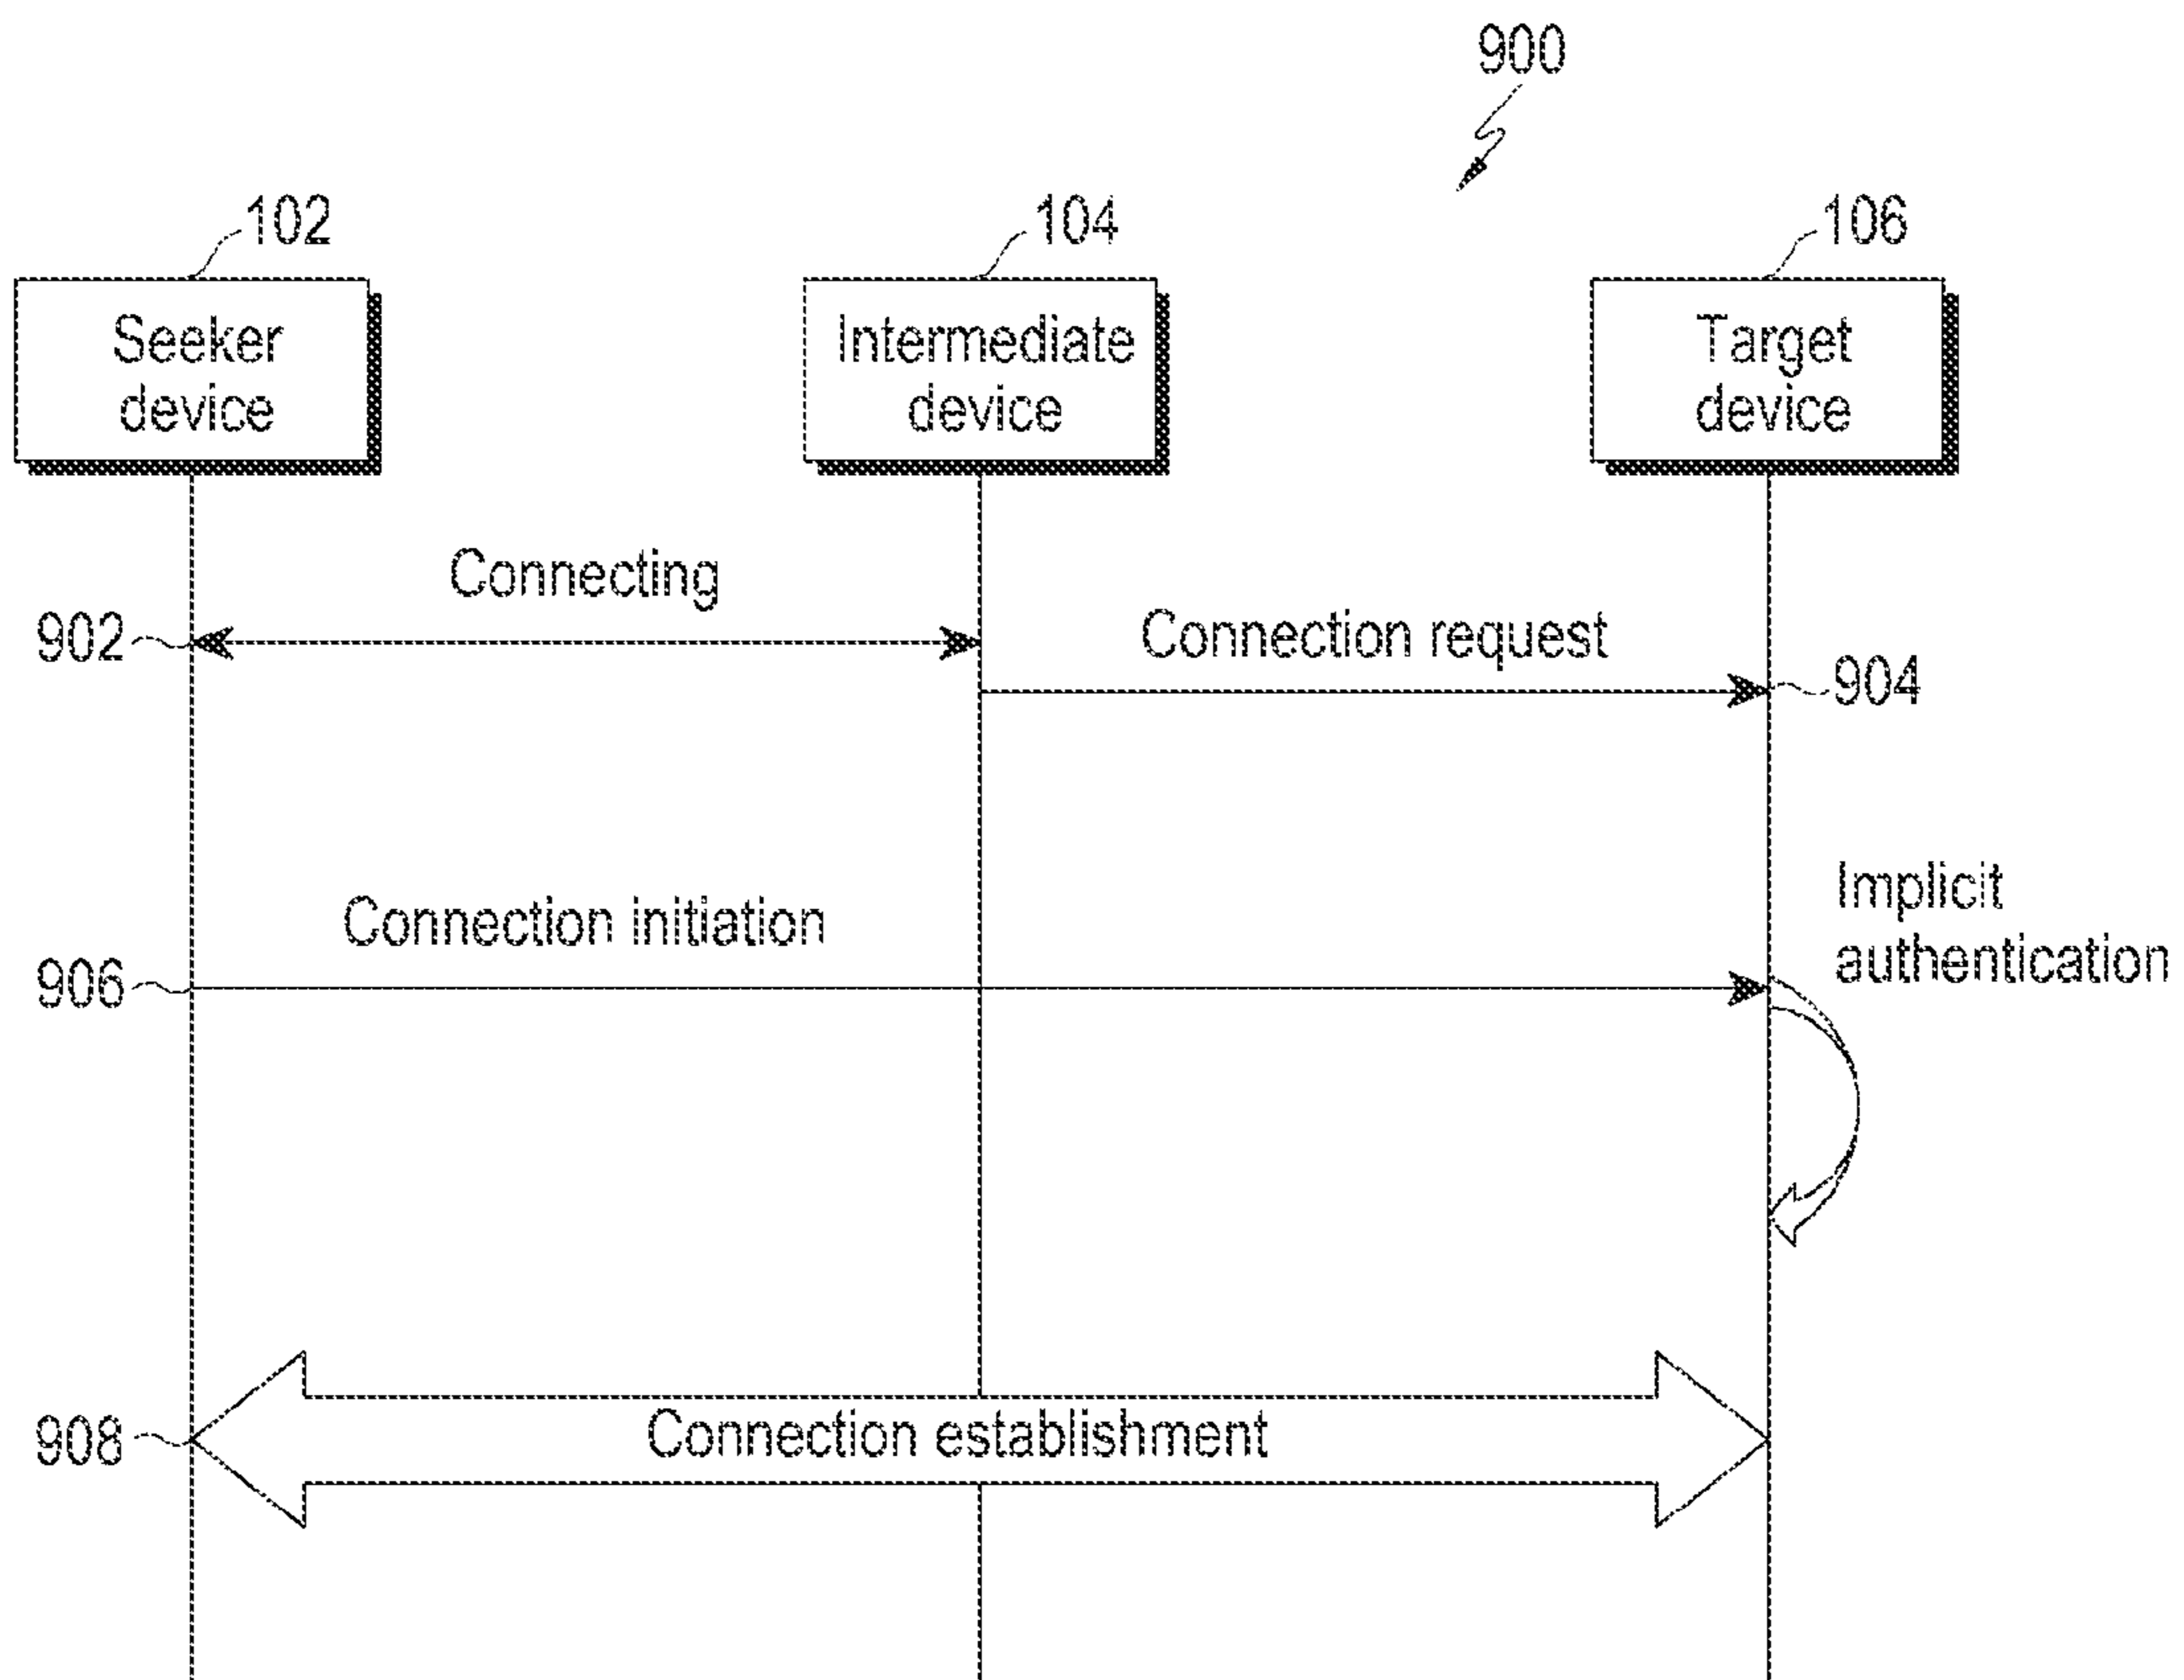 900
102
104
106
Seeker
device
Intermediate
device
Target
device
Connecting
902
Connection request
904
Implicit
authentication
Connection initiation
906
Connection establishment
908